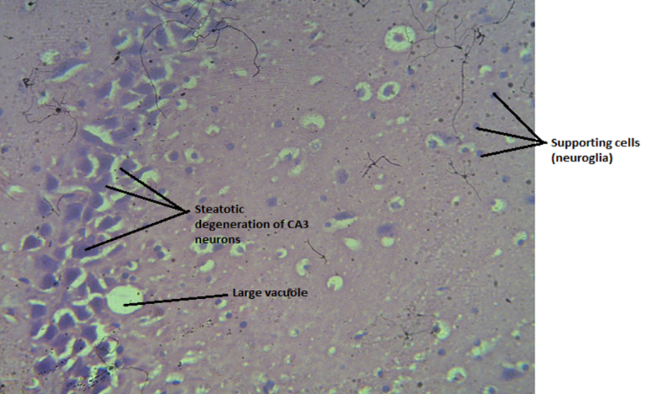 Supporting cells
(neuroglia)
Steatotic
degeneration of CA3
neurons
Large vacuole